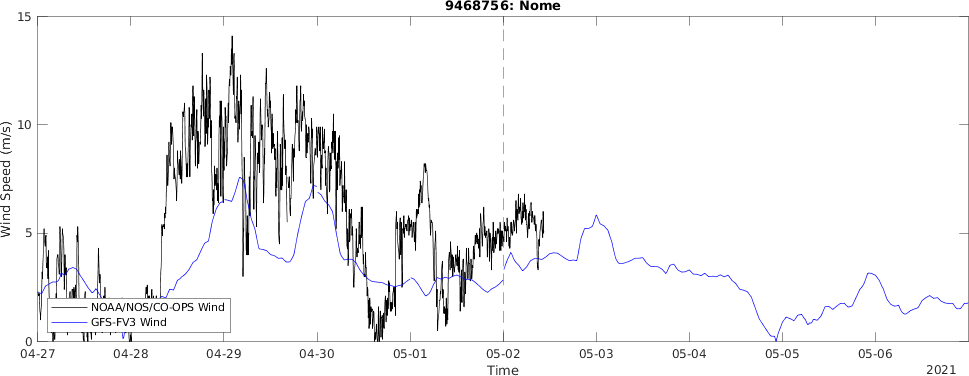 9468756: Nome
15
10
5
0
Wind Speed (m/s)
NOAA/NOS/CO-OPS Wind
GFS-FV3 Wind
04-27 04-28 04-29 04-30 05-01 05-02 05-03 05-04 05-05 05-06
Time
2021